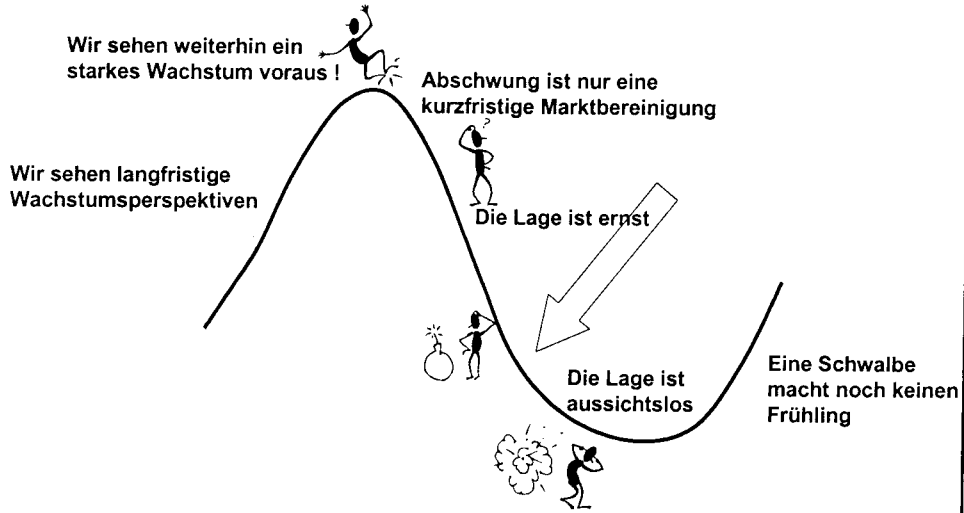 Wir sehen weiterhin ein
starkes Wachstum voraus !
Abschwung ist nur eine
kurzfristige Marktbereinigung
?
Wir sehen langfristige
Wachstumsperspektiven
Die Lage ist ernst
Die Lage ist
aussichtslos
Eine Schwalbe
macht noch keinen
Frühling